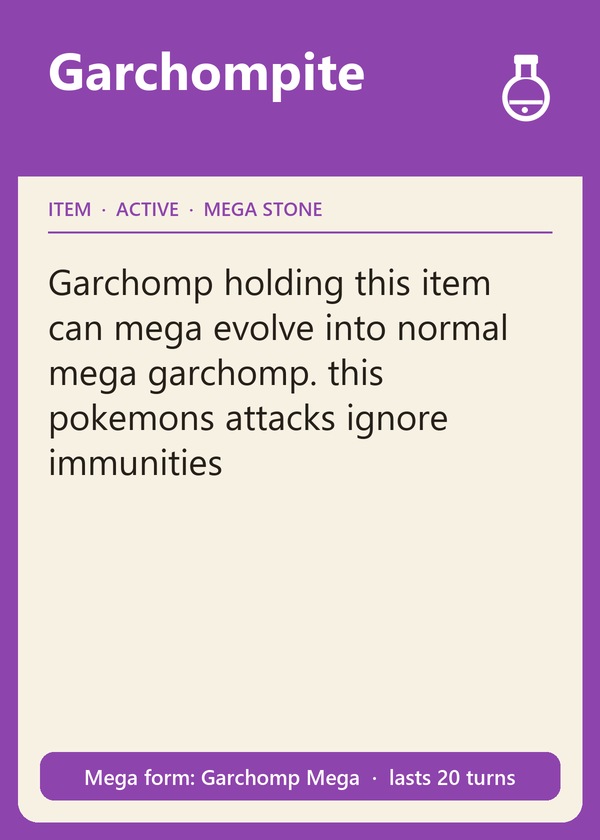 Garchompite
ITEM · ACTIVE · MEGA STONE
Garchomp holding this item
can mega evolve into normal
mega garchomp. this
pokemons attacks ignore
immunities
Mega form: Garchomp Mega · lasts 20 turns